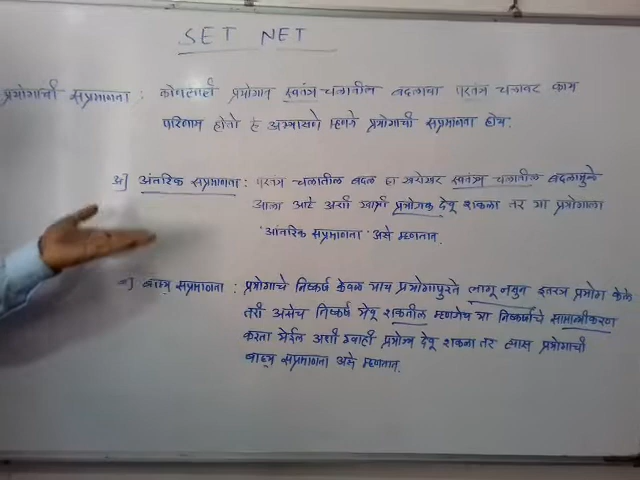 SET NET
प्रयोगाची सप्रमाणता : कोणत्याही प्रयोगात स्वतंत्र चलातील बदलाचा परतंत्र चलावर काय
परिणाम होतो हे अभ्यासणे म्हणजे प्रयोगाची सप्रमाणता होय.
अ] आंतरिक सप्रमाणता : परतंत्र चलातील बदल हा खरोखर स्वतंत्र चलातील बदलामुळे
आला आहे अशी खात्री प्रयोगक देवू शकला तर त्या प्रयोगाला
'आंतरिक सप्रमाणता' असे म्हणतात.
ब] बाह्य सप्रमाणता : प्रयोगाचे निष्कर्ष केवळ त्याच प्रयोगापुरते लागू नसून इतरत्र प्रयोग केले
तरी असेच निष्कर्ष येवू शकतील म्हणजेच या निष्कर्षाचे सामान्यीकरण
करता येईल अशी ग्वाही देवू शकला तर त्यास प्रयोगाची
बाह्य सप्रमाणता असे म्हणतात.